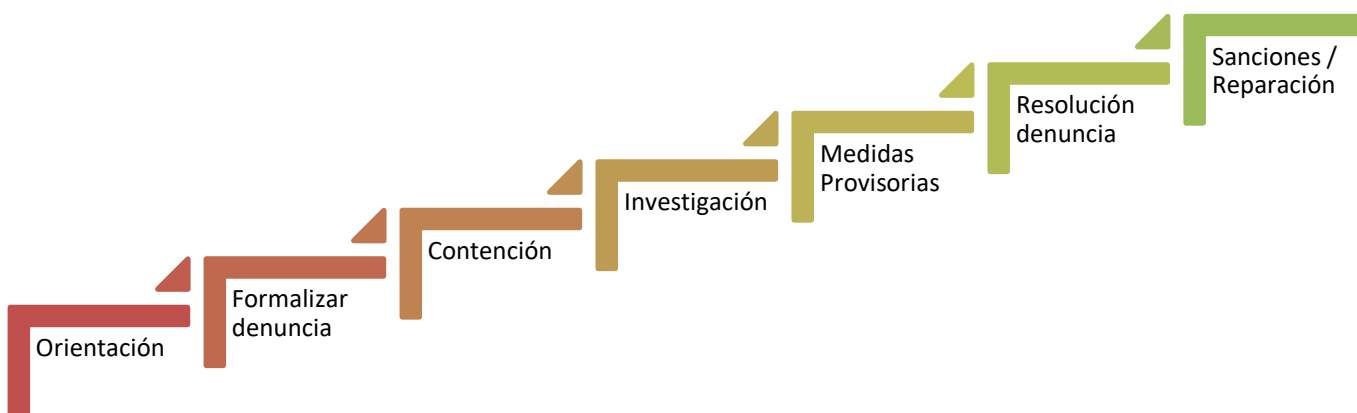 Orientación
Formalizar
denuncia
Contención
Investigación
Medidas
Provisorias
Resolución
denuncia
Sanciones /
Reparación